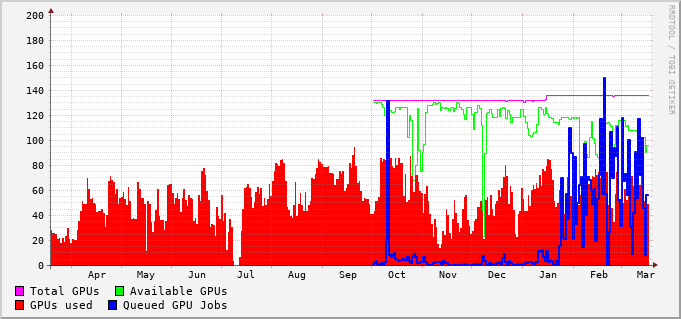 200
180
160
140
120
100
80
60
40
20
0
Apr May Jun Jul Aug Sep Oct Nov Dec Jan Feb Mar
Total GPUs Available GPUs
GPUs used Queued GPU Jobs
RRDTOOL / TOBI OETIKER